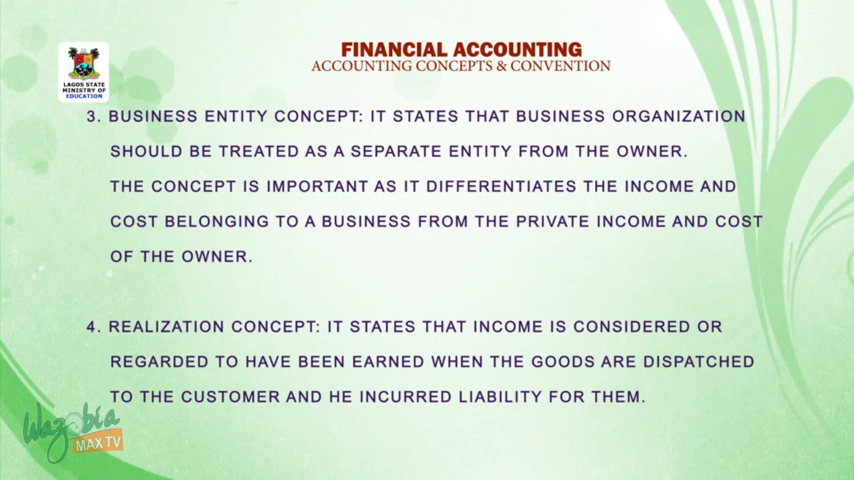 FINANCIAL ACCOUNTING
ACCOUNTING CONCEPTS & CONVENTION
LAGOS STATE
MINISTRY OF
EDUCATION
3. BUSINESS ENTITY CONCEPT: IT STATES THAT BUSINESS ORGANIZATION
SHOULD BE TREATED AS A SEPARATE ENTITY FROM THE OWNER.
THE CONCEPT IS IMPORTANT AS IT DIFFERENTIATES THE INCOME AND
COST BELONGING TO A BUSINESS FROM THE PRIVATE INCOME AND COST
OF THE OWNER.
4. REALIZATION CONCEPT: IT STATES THAT INCOME IS CONSIDERED OR
REGARDED TO HAVE BEEN EARNED WHEN THE GOODS ARE DISPATCHED
TO THE CUSTOMER AND HE INCURRED LIABILITY FOR THEM.
Wazobia
MAX TV